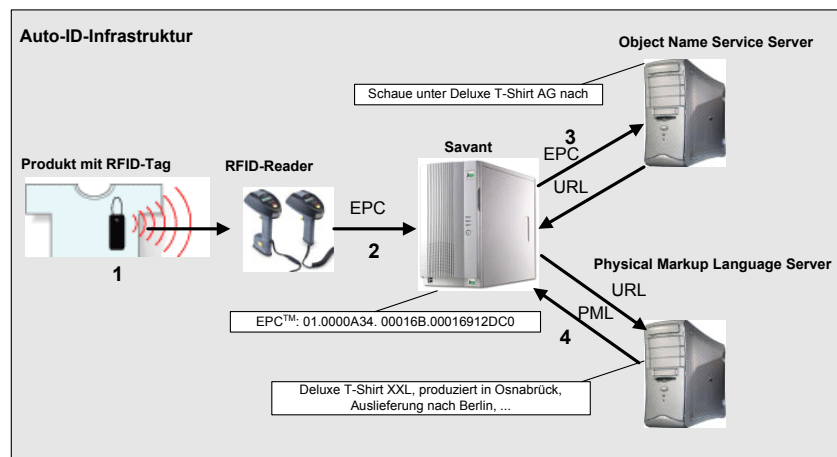 Auto-ID-Infrastruktur
Object Name Service Server
Schaue unter Deluxe T-Shirt AG nach
Savant
3
EPC
URL
Produkt mit RFID-Tag
RFID-Reader
EPC
1
2
Physical Markup Language Server
URL
PML
4
EPC™: 01.0000A34. 00016B.00016912DC0
Deluxe T-Shirt XXL, produziert in Osnabrück,
Auslieferung nach Berlin, ...